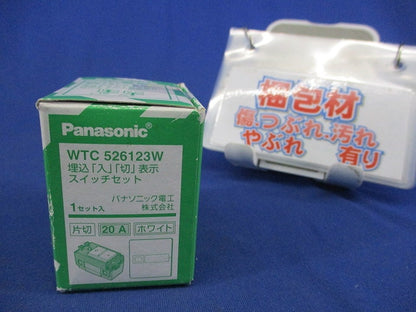 Panasonic
WTC 526123W
埋込「入」「切」表示
スイッチセット
1セット入
パナソニック電工
株式会社
片切
20A
ホワイト
梱包材
傷、つぶれ、汚れ
やぶれ 有り